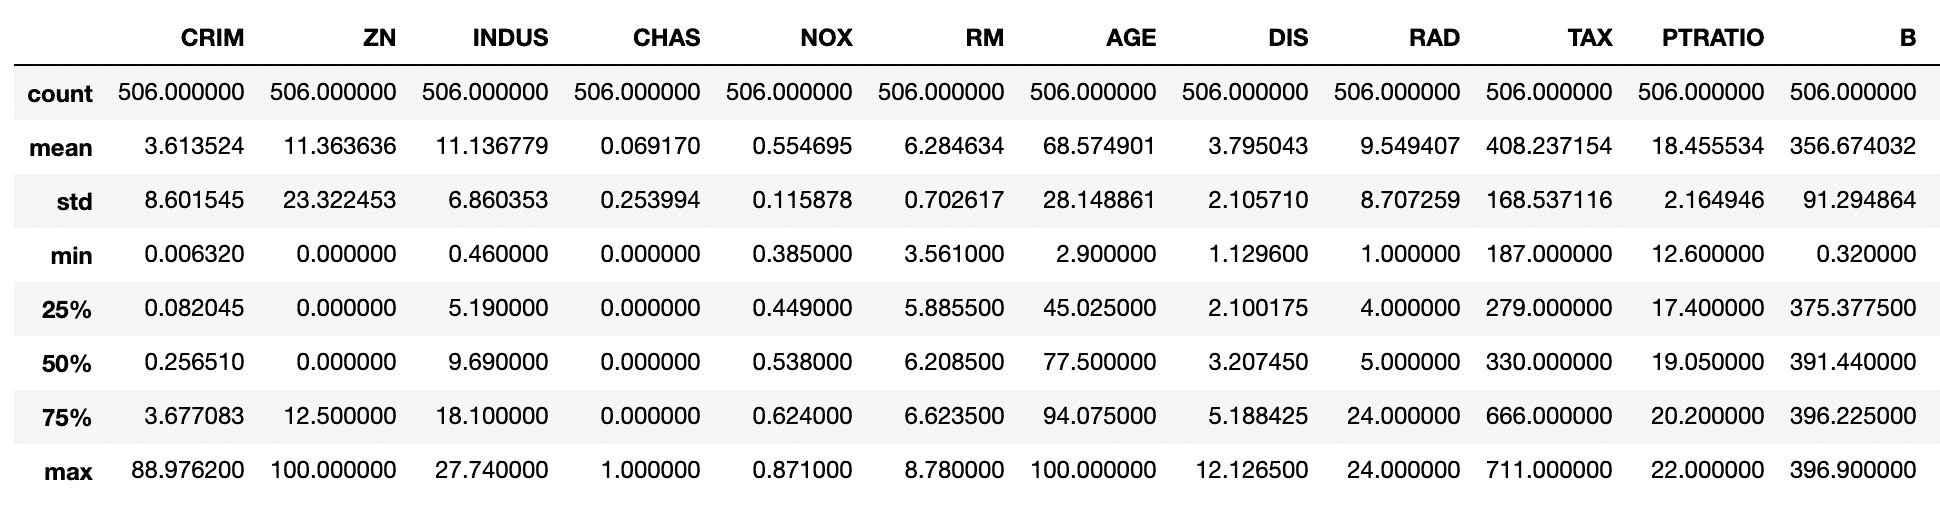 CRIM ZN INDUS CHAS NOX RM AGE DIS RAD TAX PTRATIO B
count 506.000000 506.000000 506.000000 506.000000 506.000000 506.000000 506.000000 506.000000 506.000000 506.000000 506.000000 506.000000
mean 3.613524 11.363636 11.136779 0.069170 0.554695 6.284634 68.574901 3.795043 9.549407 408.237154 18.455534 356.674032
std 8.601545 23.322453 6.860353 0.253994 0.115878 0.702617 28.148861 2.105710 8.707259 168.537116 2.164946 91.294864
min 0.006320 0.000000 0.460000 0.000000 0.385000 3.561000 2.900000 1.129600 1.000000 187.000000 12.600000 0.320000
25% 0.082045 0.000000 5.190000 0.000000 0.449000 5.885500 45.025000 2.100175 4.000000 279.000000 17.400000 375.377500
50% 0.256510 0.000000 9.690000 0.000000 0.538000 6.208500 77.500000 3.207450 5.000000 330.000000 19.050000 391.440000
75% 3.677083 12.500000 18.100000 0.000000 0.624000 6.623500 94.075000 5.188425 24.000000 666.000000 20.200000 396.225000
max 88.976200 100.000000 27.740000 1.000000 0.871000 8.780000 100.000000 12.126500 24.000000 711.000000 22.000000 396.900000